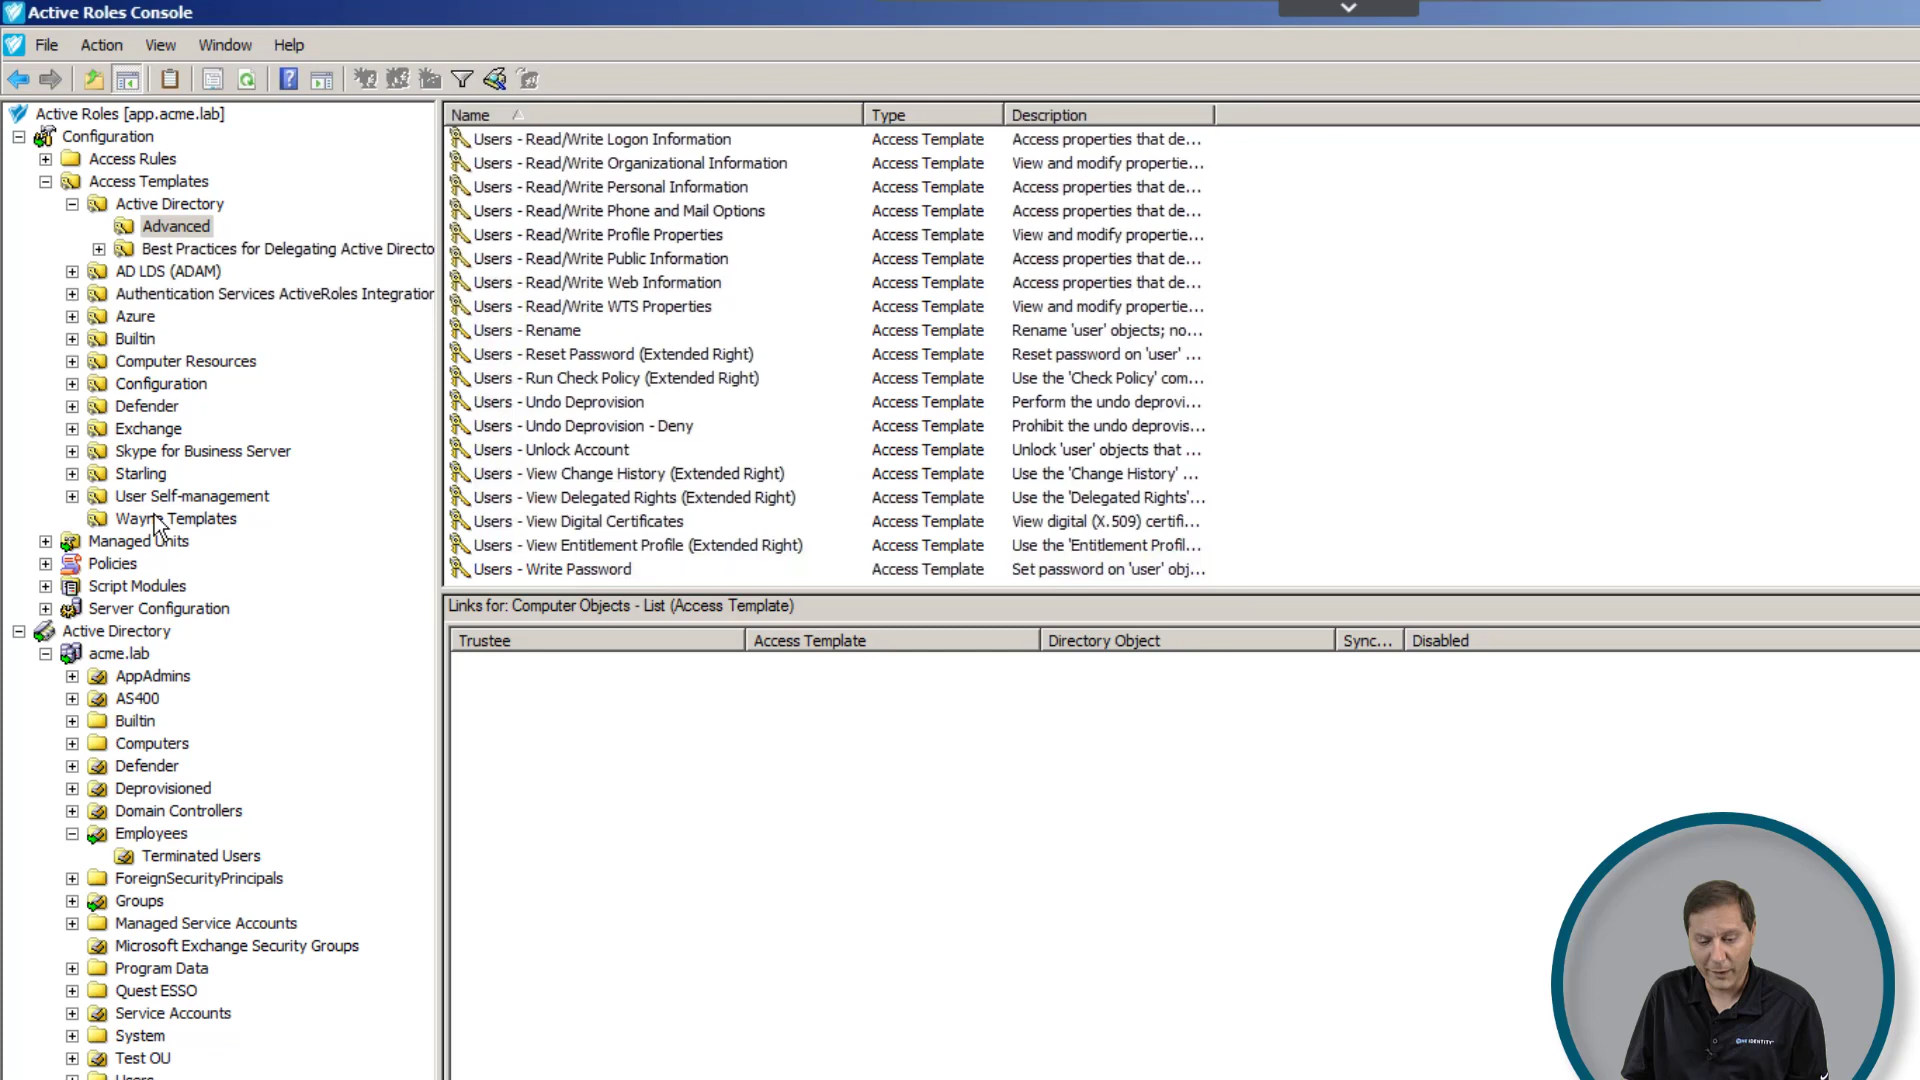 Active Roles Console
File Action View Window Help
Active Roles [app.acme.lab]
Configuration
Access Rules
Access Templates
Active Directory
Advanced
Best Practices for Delegating Active Directo
AD LDS (ADAM)
Authentication Services ActiveRoles Integration
Azure
Builtin
Computer Resources
Configuration
Defender
Exchange
Skype for Business Server
Starling
User Self-management
Wayne Templates
Managed Units
Policies
Script Modules
Server Configuration
Active Directory
acme.lab
AppAdmins
AS400
Builtin
Computers
Defender
Deprovisioned
Domain Controllers
Employees
Terminated Users
ForeignSecurityPrincipals
Groups
Managed Service Accounts
Microsoft Exchange Security Groups
Program Data
Quest ESSO
Service Accounts
System
Test OU
Users
Name Type Description
Users - Read/Write Logon Information Access Template Access properties that de...
Users - Read/Write Organizational Information Access Template View and modify propertie...
Users - Read/Write Personal Information Access Template Access properties that de...
Users - Read/Write Phone and Mail Options Access Template Access properties that de...
Users - Read/Write Profile Properties Access Template View and modify propertie...
Users - Read/Write Public Information Access Template Access properties that de...
Users - Read/Write Web Information Access Template Access properties that de...
Users - Read/Write WTS Properties Access Template View and modify propertie...
Users - Rename Access Template Rename 'user' objects; no...
Users - Reset Password (Extended Right) Access Template Reset password on 'user' ...
Users - Run Check Policy (Extended Right) Access Template Use the 'Check Policy' com...
Users - Undo Deprovision Access Template Perform the undo deprovi...
Users - Undo Deprovision - Deny Access Template Prohibit the undo deprovis...
Users - Unlock Account Access Template Unlock 'user' objects that ...
Users - View Change History (Extended Right) Access Template Use the 'Change History' ...
Users - View Delegated Rights (Extended Right) Access Template Use the 'Delegated Rights'...
Users - View Digital Certificates Access Template View digital (X.509) certifi...
Users - View Entitlement Profile (Extended Right) Access Template Use the 'Entitlement Profil...
Users - Write Password Access Template Set password on 'user' obj...
Links for: Computer Objects - List (Access Template)
Trustee Access Template Directory Object Sync... Disabled
ONE IDENTITY